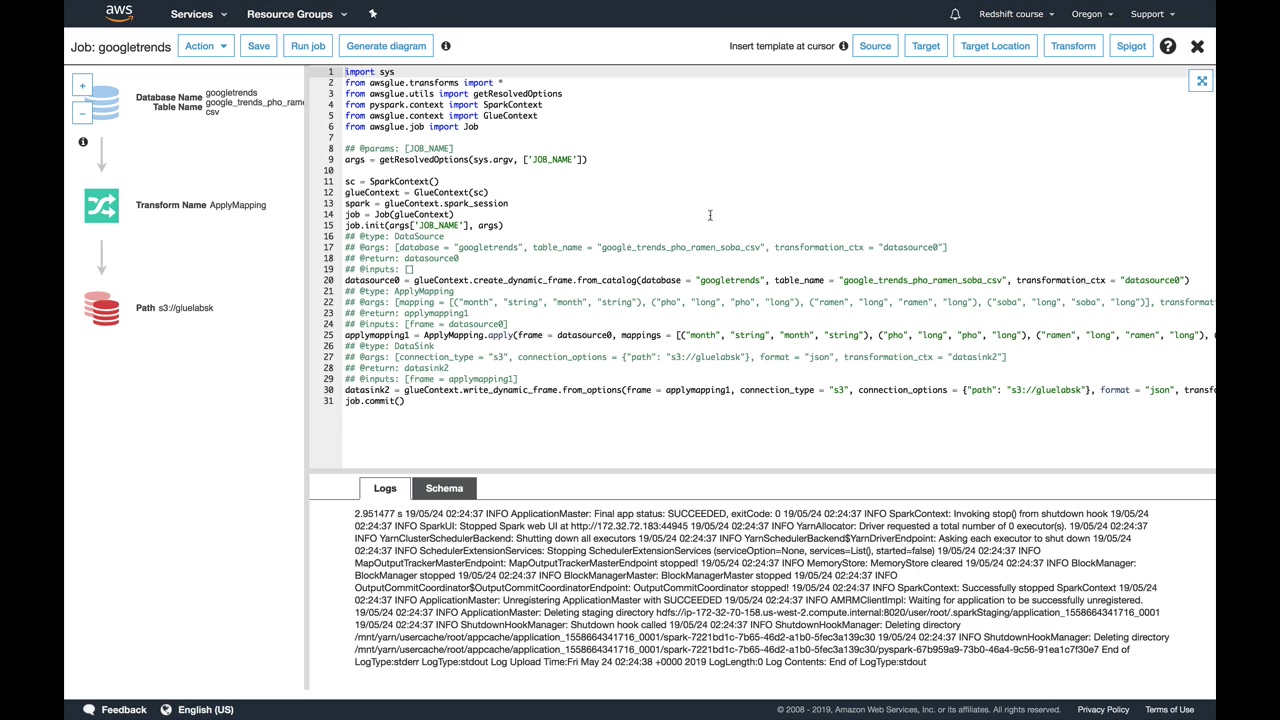 aws Services Resource Groups Redshift course Oregon Support
Job: googletrends Action Save Run job Generate diagram Insert template at cursor Source Target Target Location Transform Spigot
Database Name googletrends
Table Name google_trends_pho_rame
csv
Transform Name ApplyMapping
Path s3://gluelabsk
1 import sys
2 from awsglue.transforms import *
3 from awsglue.utils import getResolvedOptions
4 from pyspark.context import SparkContext
5 from awsglue.context import GlueContext
6 from awsglue.job import Job
7
8 ## @params: [JOB_NAME]
9 args = getResolvedOptions(sys.argv, ['JOB_NAME'])
10
11 sc = SparkContext()
12 glueContext = GlueContext(sc)
13 spark = glueContext.spark_session
14 job = Job(glueContext)
15 job.init(args['JOB_NAME'], args)
16 ## @type: DataSource
17 ## @args: [database = "googletrends", table_name = "google_trends_pho_ramen_soba_csv", transformation_ctx = "datasource0"]
18 ## @return: datasource0
19 ## @inputs: []
20 datasource0 = glueContext.create_dynamic_frame.from_catalog(database = "googletrends", table_name = "google_trends_pho_ramen_soba_csv", transformation_ctx = "datasource0")
21 ## @type: ApplyMapping
22 ## @args: [mapping = [("month", "string", "month", "string"), ("pho", "long", "pho", "long"), ("ramen", "long", "ramen", "long"), ("soba", "long", "soba", "long")], transformat
23 ## @return: applymapping1
24 ## @inputs: [frame = datasource0]
25 applymapping1 = ApplyMapping.apply(frame = datasource0, mappings = [("month", "string", "month", "string"), ("pho", "long", "pho", "long"), ("ramen", "long", "ramen", "long"), (
26 ## @type: DataSink
27 ## @args: [connection_type = "s3", connection_options = {"path": "s3://gluelabsk"}, format = "json", transformation_ctx = "datasink2"]
28 ## @return: datasink2
29 ## @inputs: [frame = applymapping1]
30 datasink2 = glueContext.write_dynamic_frame.from_options(frame = applymapping1, connection_type = "s3", connection_options = {"path": "s3://gluelabsk"}, format = "json", transf
31 job.commit()
Logs Schema
2.951477 s 19/05/24 02:24:37 INFO ApplicationMaster: Final app status: SUCCEEDED, exitCode: 0 19/05/24 02:24:37 INFO SparkContext: Invoking stop() from shutdown hook 19/05/24
02:24:37 INFO SparkUI: Stopped Spark web UI at http://172.32.72.183:44945 19/05/24 02:24:37 INFO YarnAllocator: Driver requested a total number of 0 executor(s). 19/05/24 02:24:37
INFO YarnClusterSchedulerBackend: Shutting down all executors 19/05/24 02:24:37 INFO YarnSchedulerBackend$YarnDriverEndpoint: Asking each executor to shut down 19/05/24
02:24:37 INFO SchedulerExtensionServices: Stopping SchedulerExtensionServices (serviceOption=None, services=List(), started=false) 19/05/24 02:24:37 INFO
MapOutputTrackerMasterEndpoint: MapOutputTrackerMasterEndpoint stopped! 19/05/24 02:24:37 INFO MemoryStore: MemoryStore cleared 19/05/24 02:24:37 INFO BlockManager:
BlockManager stopped 19/05/24 02:24:37 INFO BlockManagerMaster: BlockManagerMaster stopped 19/05/24 02:24:37 INFO
OutputCommitCoordinator$OutputCommitCoordinatorEndpoint: OutputCommitCoordinator stopped! 19/05/24 02:24:37 INFO SparkContext: Successfully stopped SparkContext 19/05/24
02:24:37 INFO ApplicationMaster: Unregistering ApplicationMaster with SUCCEEDED 19/05/24 02:24:37 INFO AMRMClientImpl: Waiting for application to be successfully unregistered.
19/05/24 02:24:37 INFO ApplicationMaster: Deleting staging directory hdfs://ip-172-32-70-158.us-west-2.compute.internal:8020/user/root/.sparkStaging/application_1558664341716_0001
19/05/24 02:24:37 INFO ShutdownHookManager: Shutdown hook called 19/05/24 02:24:37 INFO ShutdownHookManager: Deleting directory
/mnt/yarn/usercache/root/appcache/application_1558664341716_0001/spark-7221bd1c-7b65-46d2-a1b0-5fec3a139c30 19/05/24 02:24:37 INFO ShutdownHookManager: Deleting directory
/mnt/yarn/usercache/root/appcache/application_1558664341716_0001/spark-7221bd1c-7b65-46d2-a1b0-5fec3a139c30/pyspark-67b959a9-73b0-46a4-9c56-91ea1c7f30e7 End of
LogType:stderr LogType:stdout Log Upload Time:Fri May 24 02:24:38 +0000 2019 LogLength:0 Log Contents: End of LogType:stdout
Feedback English (US) © 2008 - 2019, Amazon Web Services, Inc. or its affiliates. All rights reserved. Privacy Policy Terms of Use